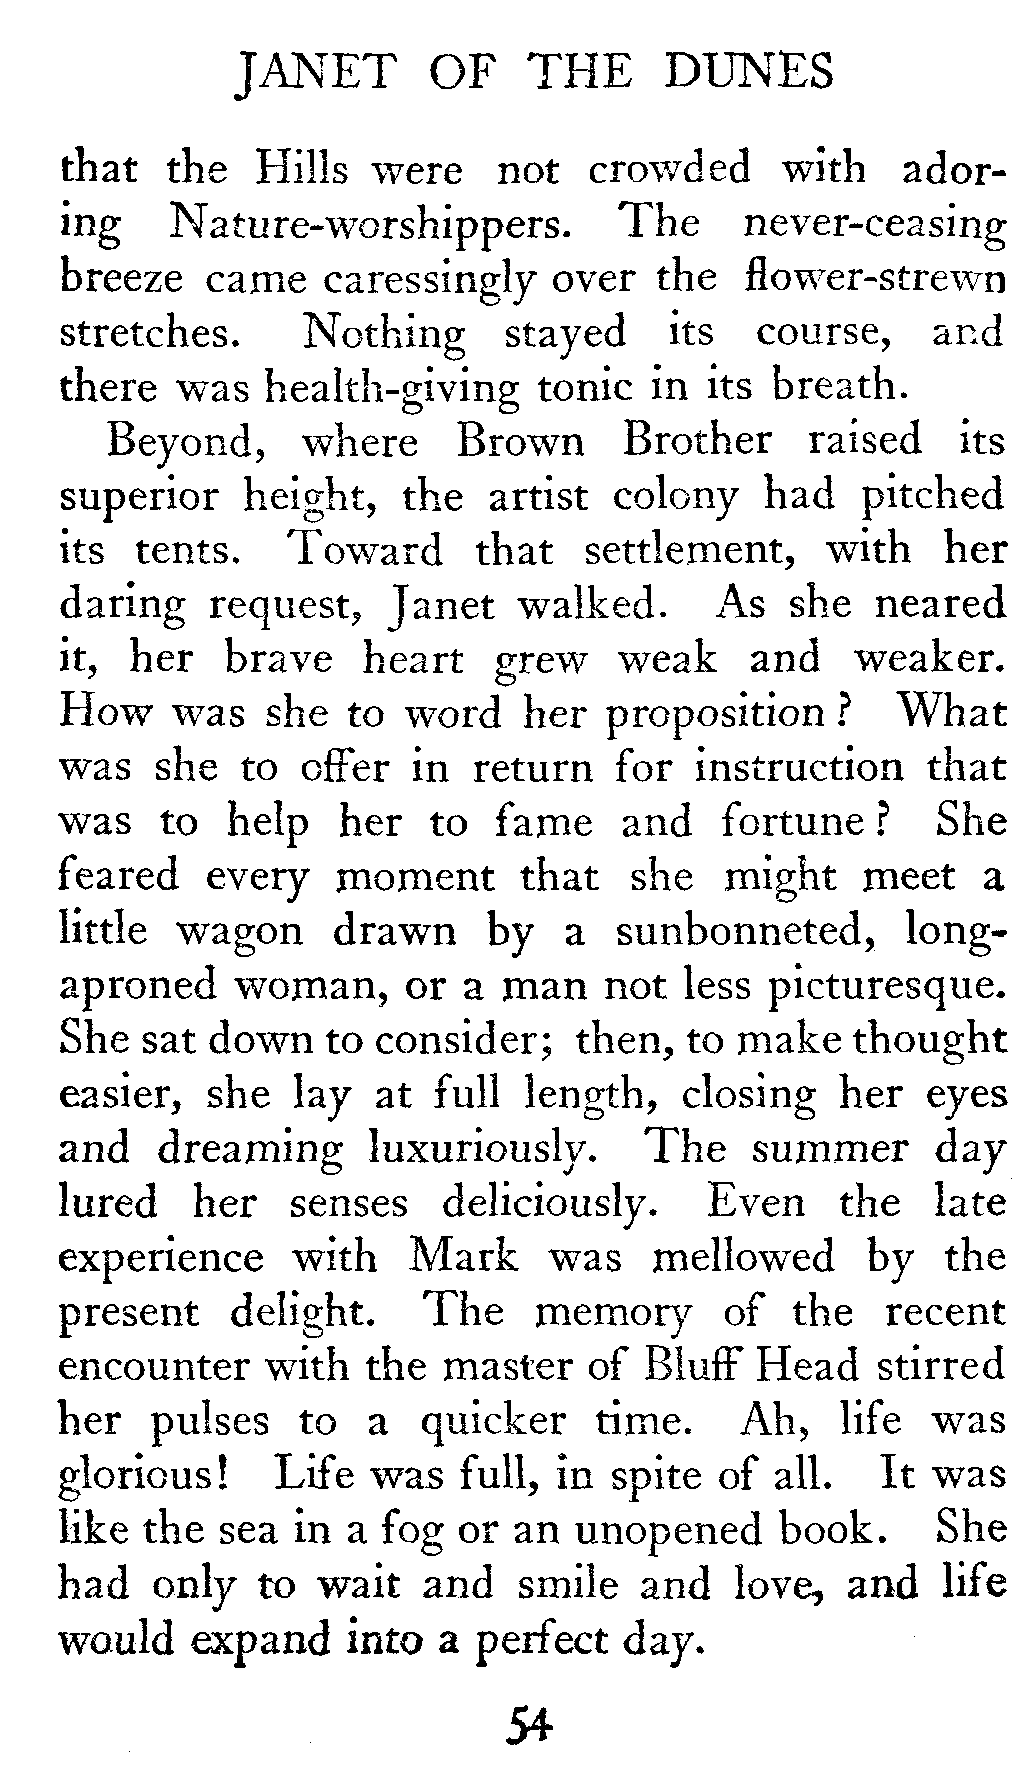 JANET OF THE DUNES
that the Hills were not crowded with ador-
ing Nature-worshippers. The never-ceasing
breeze came caressingly over the flower-strewn
stretches. Nothing stayed its course, and
there was health-giving tonic in its breath.
Beyond, where Brown Brother raised its
superior height, the artist colony had pitched
its tents. Toward that settlement, with her
daring request, Janet walked. As she neared
it, her brave heart grew weak and weaker.
How was she to word her proposition? What
was she to offer in return for instruction that
was to help her to fame and fortune? She
feared every moment that she might meet a
little wagon drawn by a sunbonneted, long-
aproned woman, or a man not less picturesque.
She sat down to consider; then, to make thought
easier, she lay at full length, closing her eyes
and dreaming luxuriously. The summer day
lured her senses deliciously. Even the late
experience with Mark was mellowed by the
present delight. The memory of the recent
encounter with the master of Bluff Head stirred
her pulses to a quicker time. Ah, life was
glorious! Life was full, in spite of all. It was
like the sea in a fog or an unopened book. She
had only to wait and smile and love, and life
would expand into a perfect day.
54